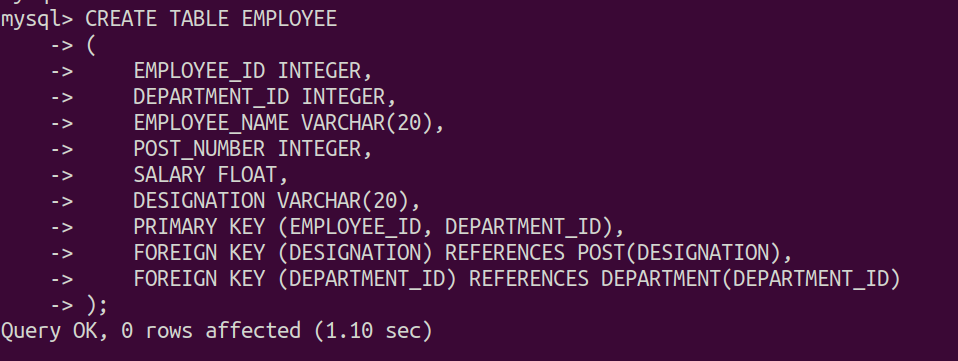 mysql> CREATE TABLE EMPLOYEE
    -> (
    ->     EMPLOYEE_ID INTEGER,
    ->     DEPARTMENT_ID INTEGER,
    ->     EMPLOYEE_NAME VARCHAR(20),
    ->     POST_NUMBER INTEGER,
    ->     SALARY FLOAT,
    ->     DESIGNATION VARCHAR(20),
    ->     PRIMARY KEY (EMPLOYEE_ID, DEPARTMENT_ID),
    ->     FOREIGN KEY (DESIGNATION) REFERENCES POST(DESIGNATION),
    ->     FOREIGN KEY (DEPARTMENT_ID) REFERENCES DEPARTMENT(DEPARTMENT_ID)
    -> );
Query OK, 0 rows affected (1.10 sec)